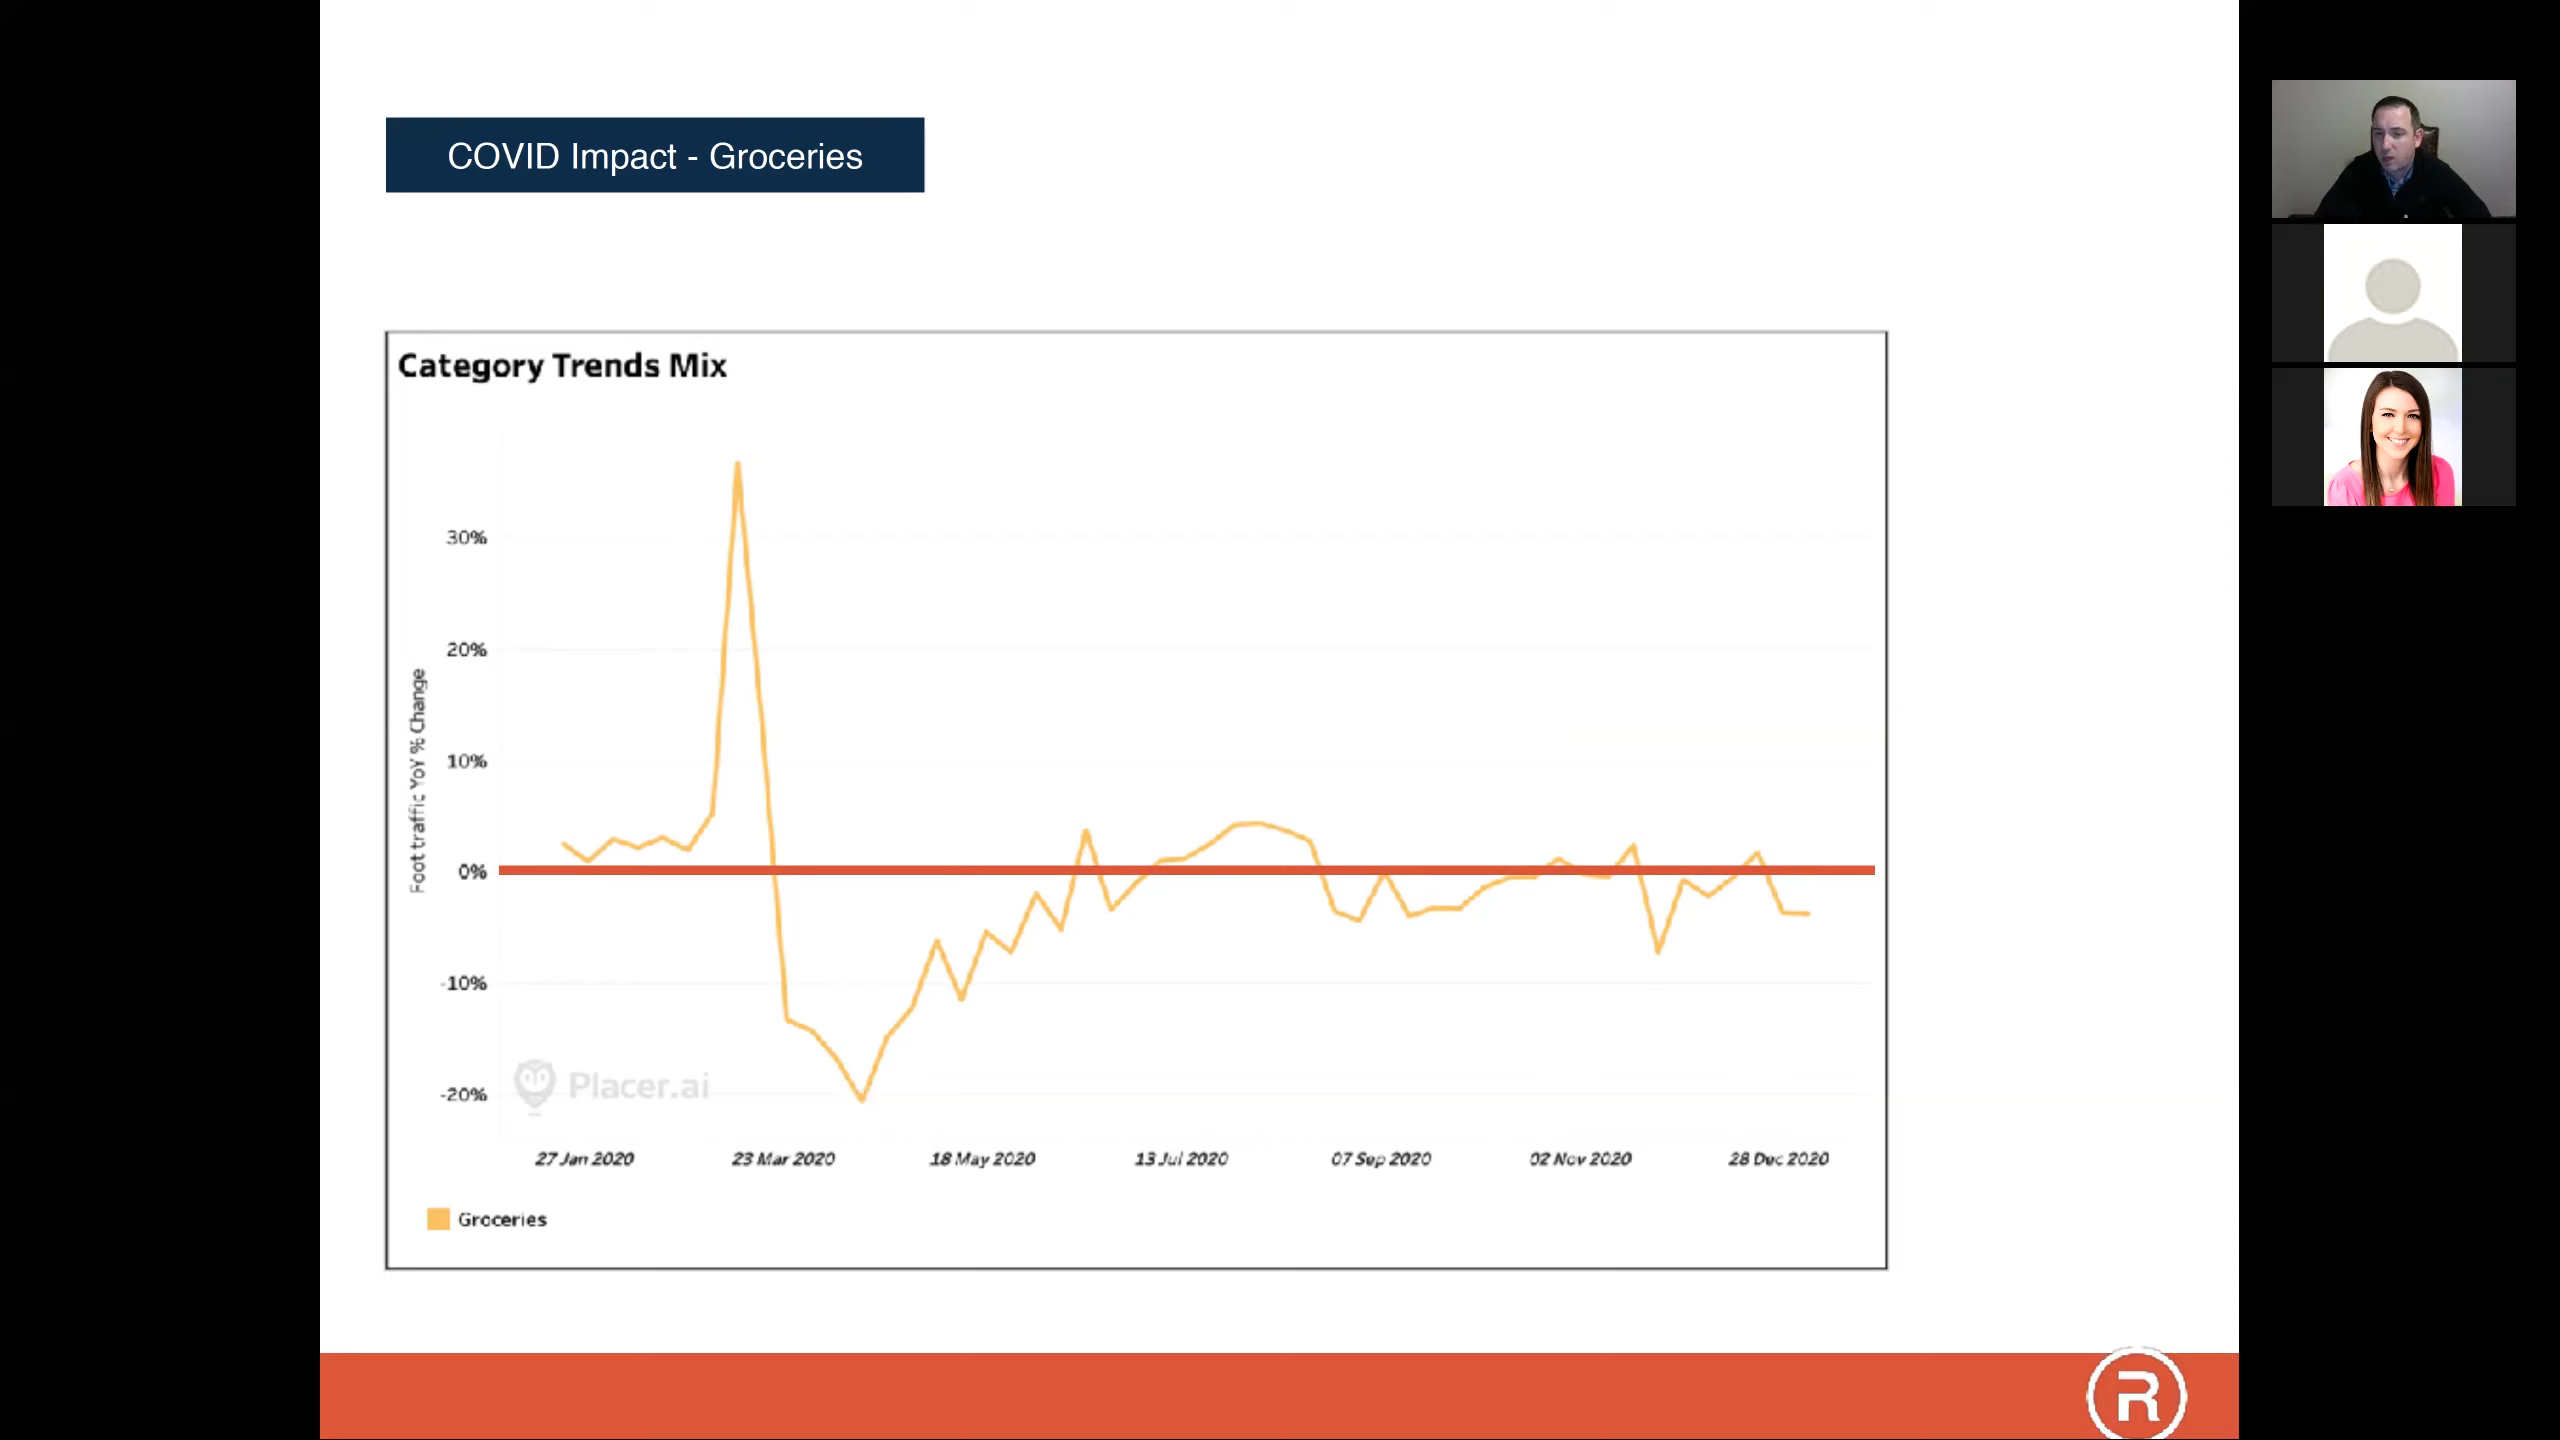 COVID Impact - Groceries
Category Trends Mix
30%
20%
10%
0%
-10%
-20%
Foot traffic YoY % Change
Placer.ai
27 Jan 2020 23 Mar 2020 18 May 2020 13 Jul 2020 07 Sep 2020 02 Nov 2020 28 Dec 2020
Groceries
R